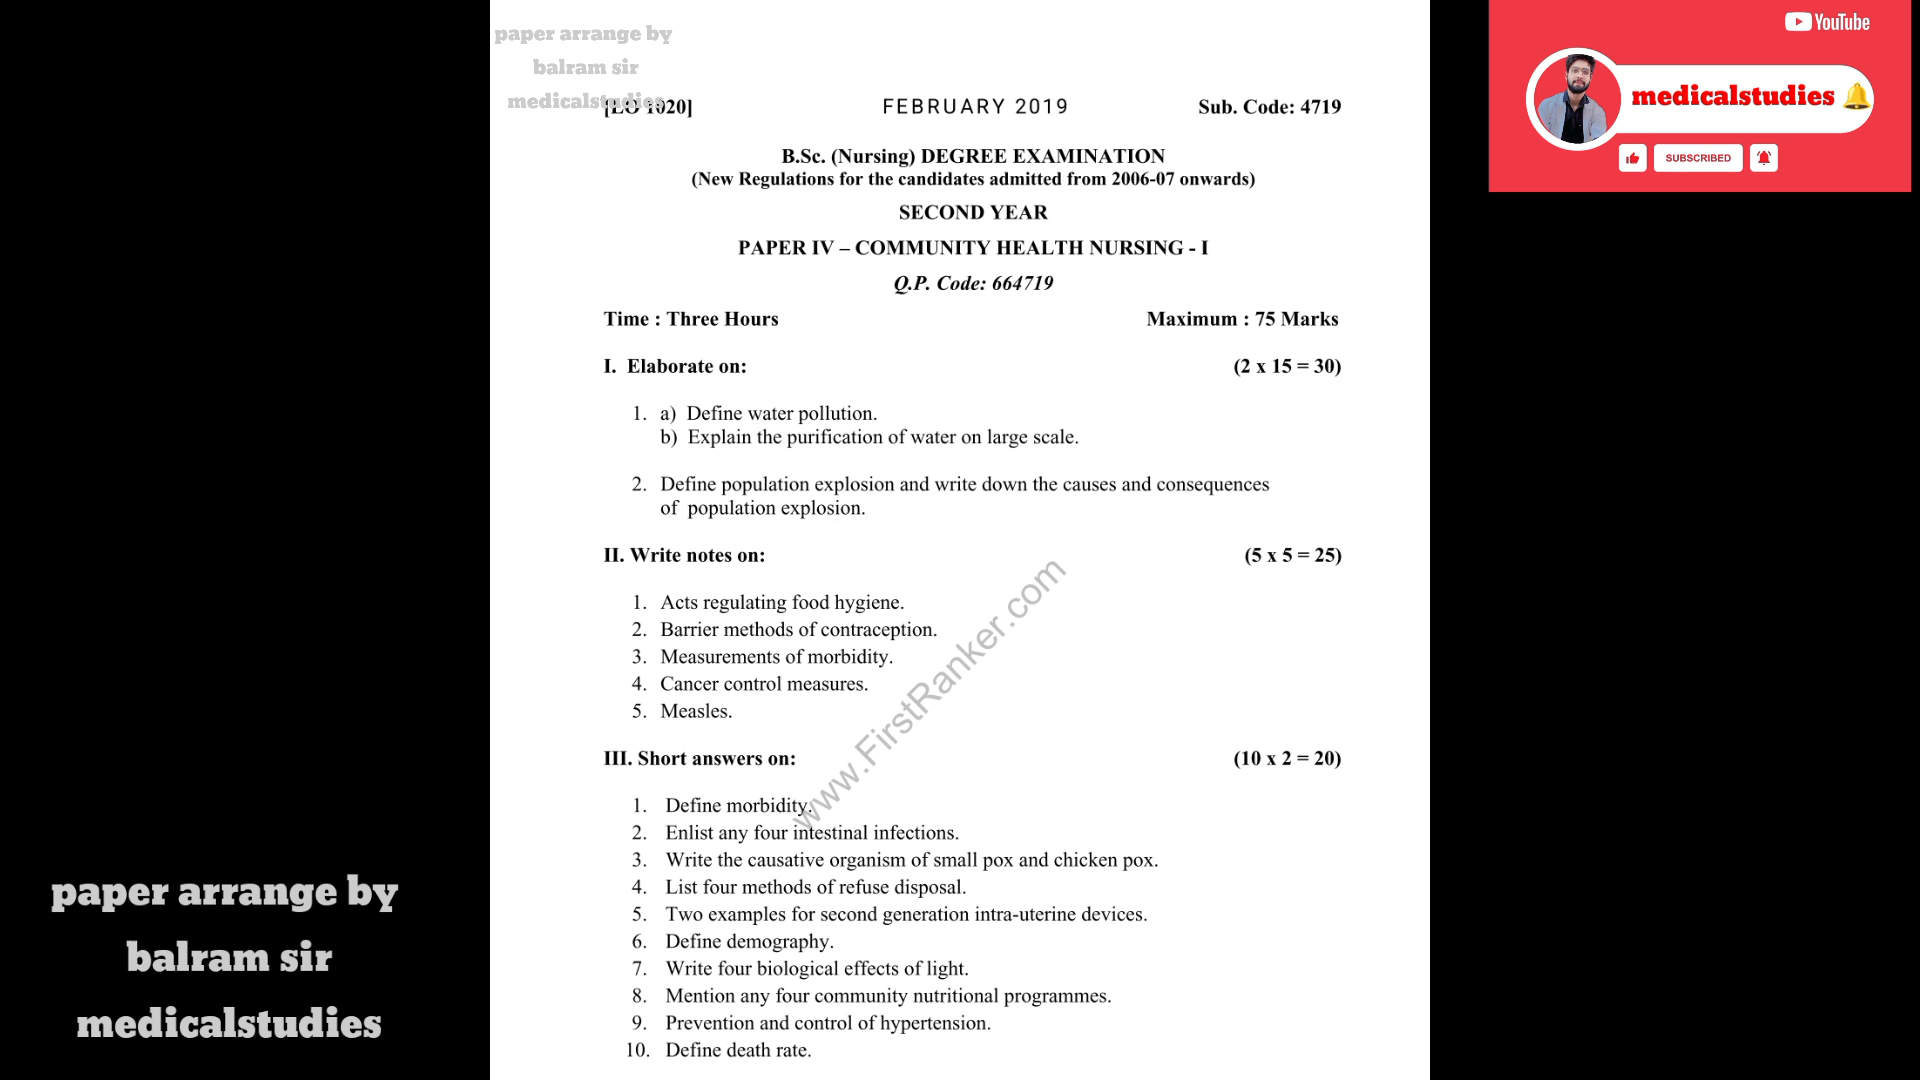 paper arrange by
balram sir
medicalstudies
[LO 1020]
FEBRUARY 2019
Sub. Code: 4719
B.Sc. (Nursing) DEGREE EXAMINATION
(New Regulations for the candidates admitted from 2006-07 onwards)
SECOND YEAR
PAPER IV – COMMUNITY HEALTH NURSING - I
Q.P. Code: 664719
Time : Three Hours
Maximum : 75 Marks
I. Elaborate on:
(2 x 15 = 30)
1. a) Define water pollution.
b) Explain the purification of water on large scale.
2. Define population explosion and write down the causes and consequences
of population explosion.
II. Write notes on:
(5 x 5 = 25)
1. Acts regulating food hygiene.
2. Barrier methods of contraception.
3. Measurements of morbidity.
4. Cancer control measures.
5. Measles.
III. Short answers on:
(10 x 2 = 20)
1. Define morbidity.
2. Enlist any four intestinal infections.
3. Write the causative organism of small pox and chicken pox.
4. List four methods of refuse disposal.
5. Two examples for second generation intra-uterine devices.
6. Define demography.
7. Write four biological effects of light.
8. Mention any four community nutritional programmes.
9. Prevention and control of hypertension.
10. Define death rate.
www.FirstRanker.com
YouTube
medicalstudies
SUBSCRIBED
paper arrange by
balram sir
medicalstudies